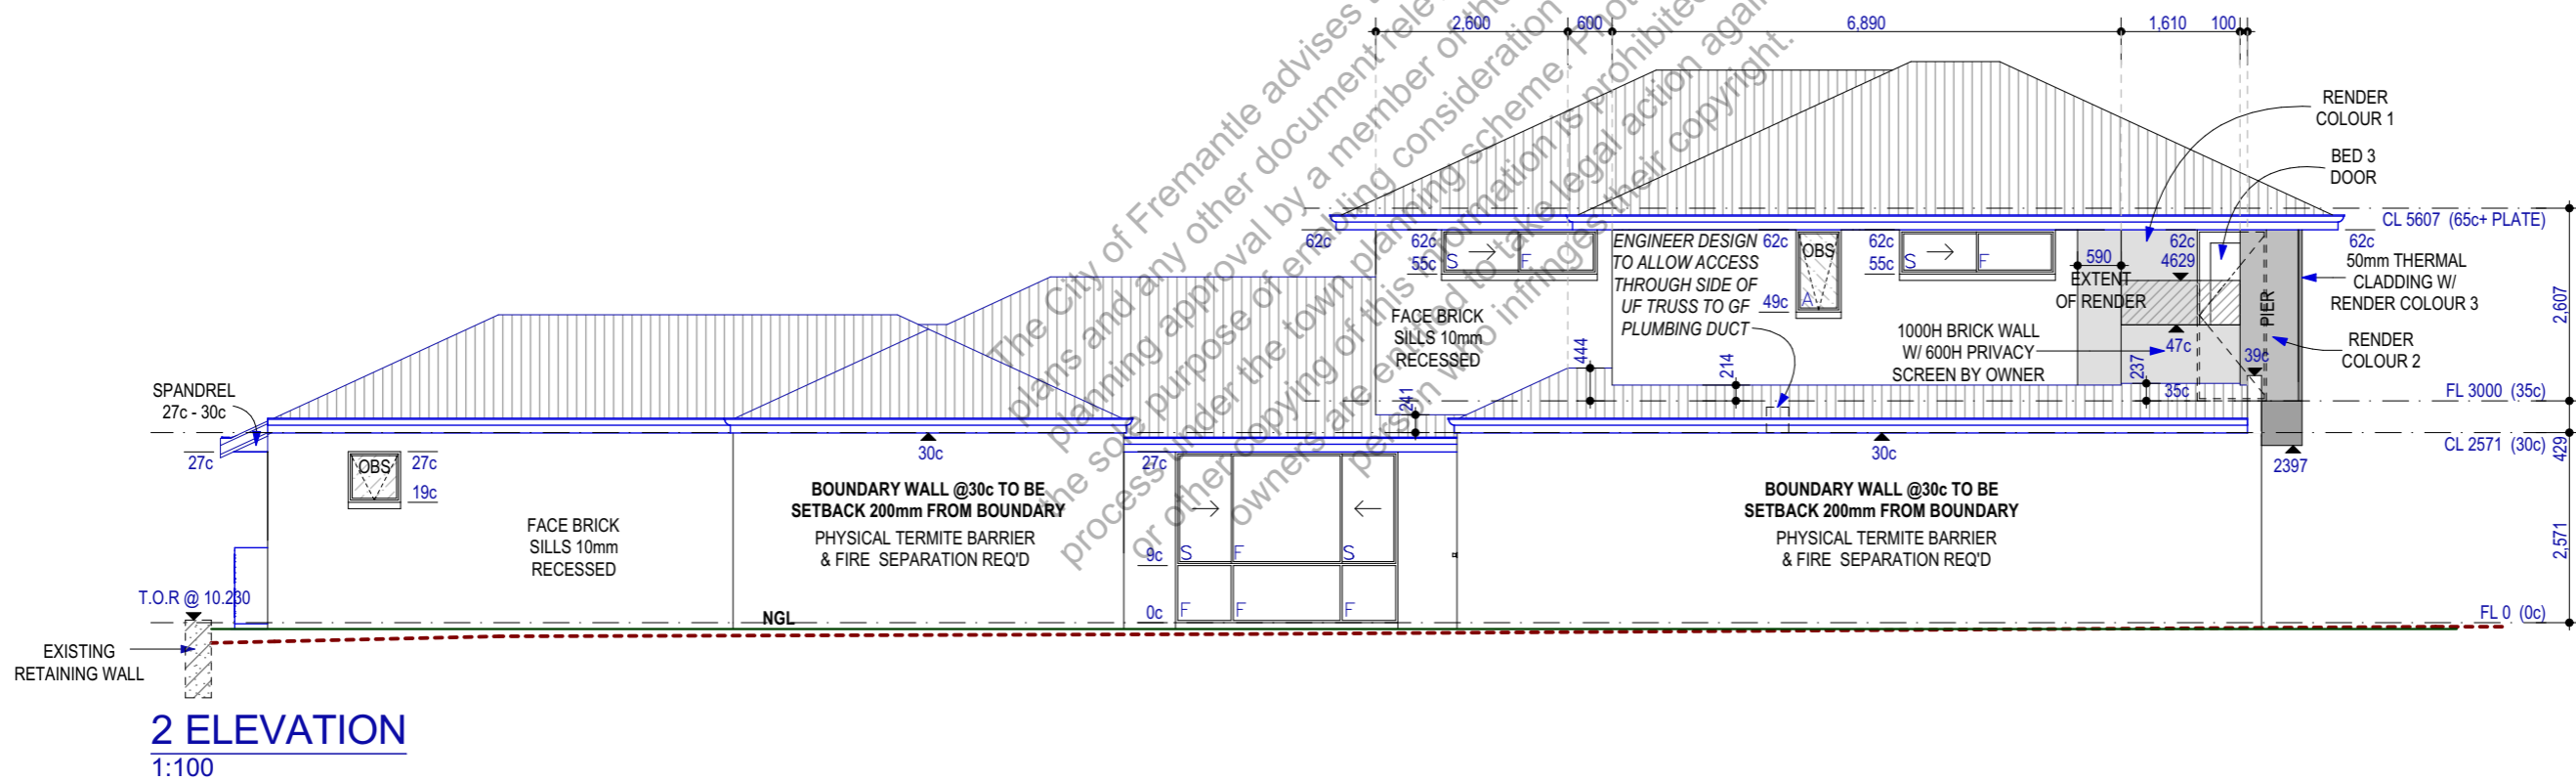 The City of Fremantle advises
plans and any other document
planning approval by a member of the
the sole purpose of enabling consideration
process under the town planning scheme.
or other copying of this information is prohibited
owners are entitled to take legal action
person who infringes their copyright.
2,600
600
6,890
1,610
100
RENDER
COLOUR 1
BED 3
DOOR
CL 5607 (65c+ PLATE)
62c
62c
55c
S
F
ENGINEER DESIGN
TO ALLOW ACCESS
THROUGH SIDE OF
UF TRUSS TO GF
PLUMBING DUCT
62c
OBS
A
49c
62c
55c
S
F
590
EXTENT
OF RENDER
62c
4629
PIER
62c
50mm THERMAL
CLADDING W/
RENDER COLOUR 3
2,607
FACE BRICK
SILLS 10mm
RECESSED
444
214
241
1000H BRICK WALL
W/ 600H PRIVACY
SCREEN BY OWNER
47c
237
39c
35c
RENDER
COLOUR 2
FL 3000 (35c)
SPANDREL
27c - 30c
27c
OBS
27c
19c
30c
27c
30c
2397
CL 2571 (30c)
429
FACE BRICK
SILLS 10mm
RECESSED
BOUNDARY WALL @30c TO BE
SETBACK 200mm FROM BOUNDARY
PHYSICAL TERMITE BARRIER
& FIRE SEPARATION REQ'D
9c
S
F
S
0c
F
F
F
BOUNDARY WALL @30c TO BE
SETBACK 200mm FROM BOUNDARY
PHYSICAL TERMITE BARRIER
& FIRE SEPARATION REQ'D
2,571
T.O.R @ 10.230
NGL
FL 0 (0c)
EXISTING
RETAINING WALL
2 ELEVATION
1:100